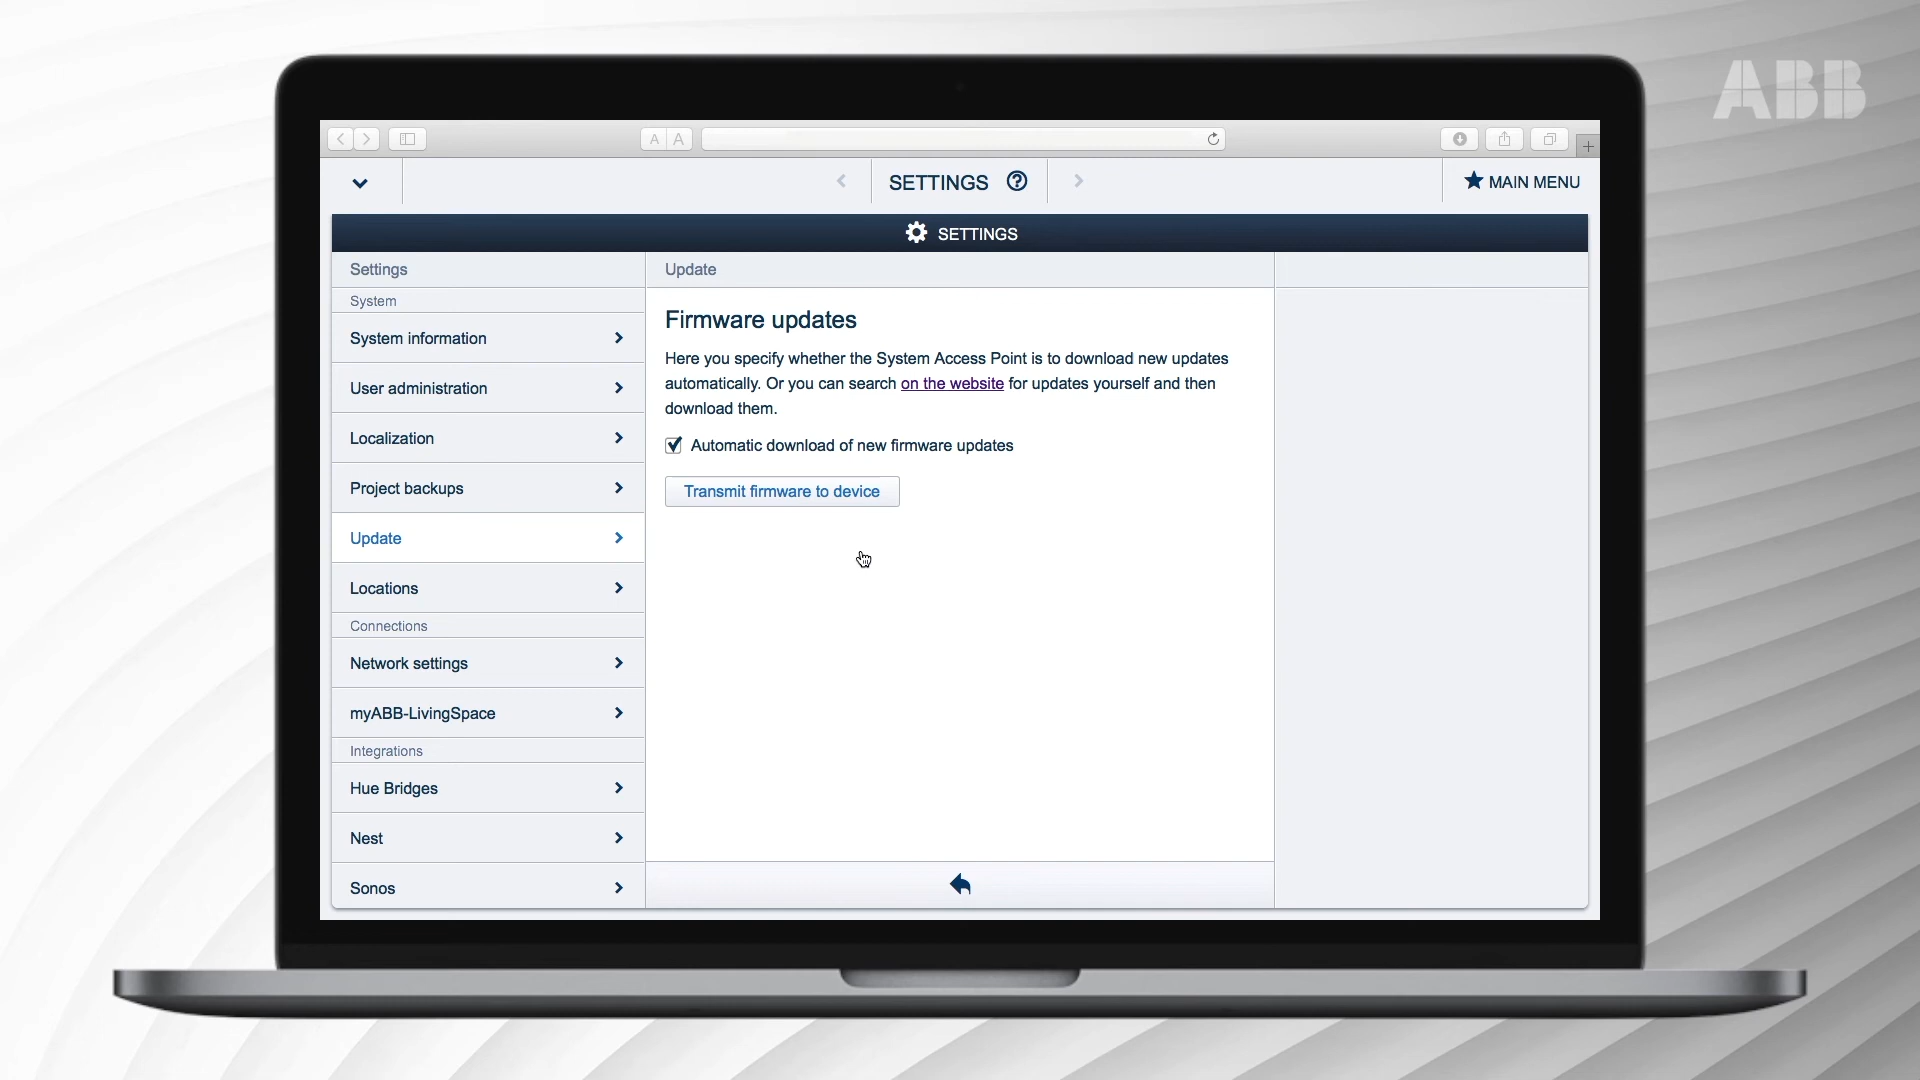 ABB
A A
SETTINGS ?
MAIN MENU
SETTINGS
Settings
Update
System
System information
User administration
Localization
Project backups
Update
Locations
Connections
Network settings
myABB-LivingSpace
Integrations
Hue Bridges
Nest
Sonos
Firmware updates
Here you specify whether the System Access Point is to download new updates
automatically. Or you can search on the website for updates yourself and then
download them.
Automatic download of new firmware updates
Transmit firmware to device